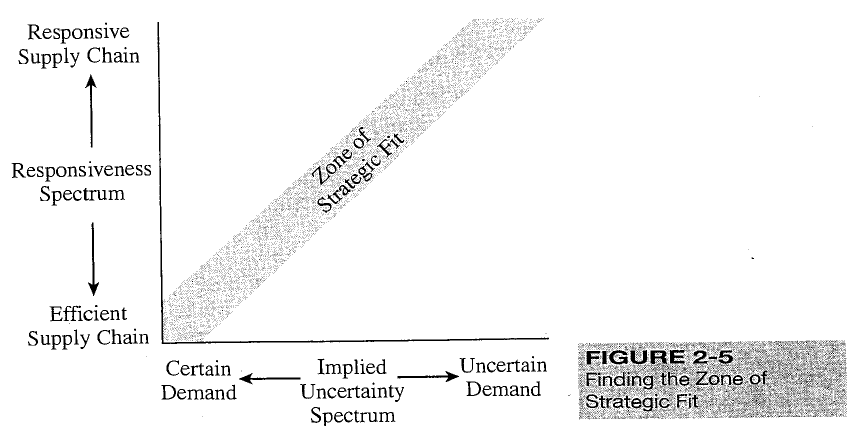 Responsive
Supply Chain
Responsiveness
Spectrum
Efficient
Supply Chain
Zone of
Strategic Fit
Certain
Demand
Implied
Uncertainty
Spectrum
Uncertain
Demand
FIGURE 2-5
Finding the Zone of
Strategic Fit